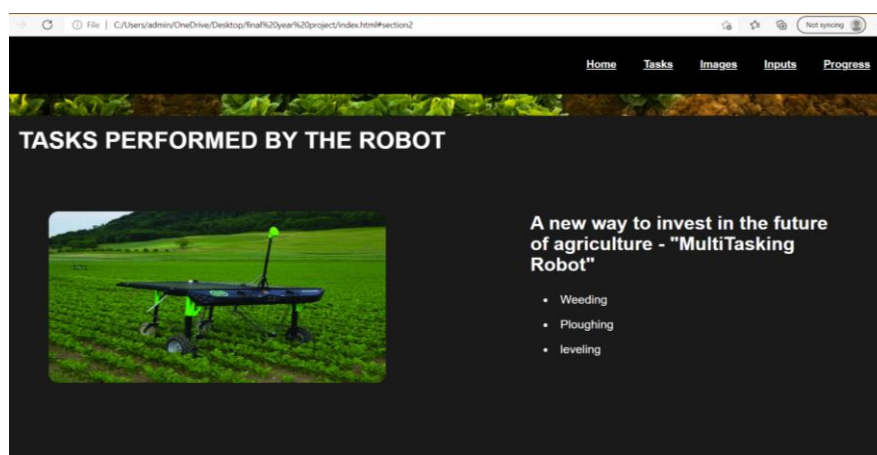 File | C:/Users/admin/OneDrive/Desktop/final%20year%20project/index.html#section2
Not syncing
Home Tasks Images Inputs Progress
TASKS PERFORMED BY THE ROBOT
A new way to invest in the future
of agriculture - "MultiTasking
Robot"
• Weeding
• Ploughing
• leveling